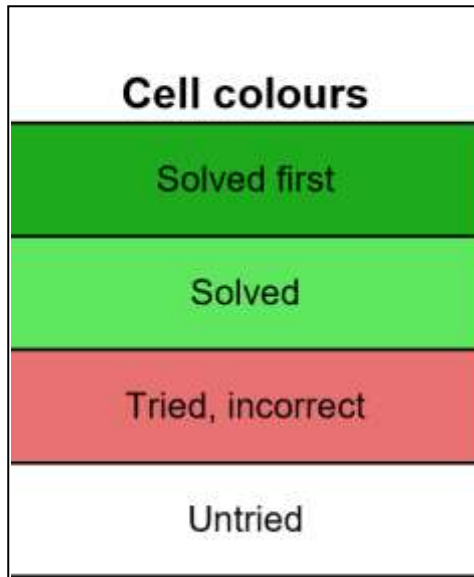 Cell colours
Solved first
Solved
Tried, incorrect
Untried